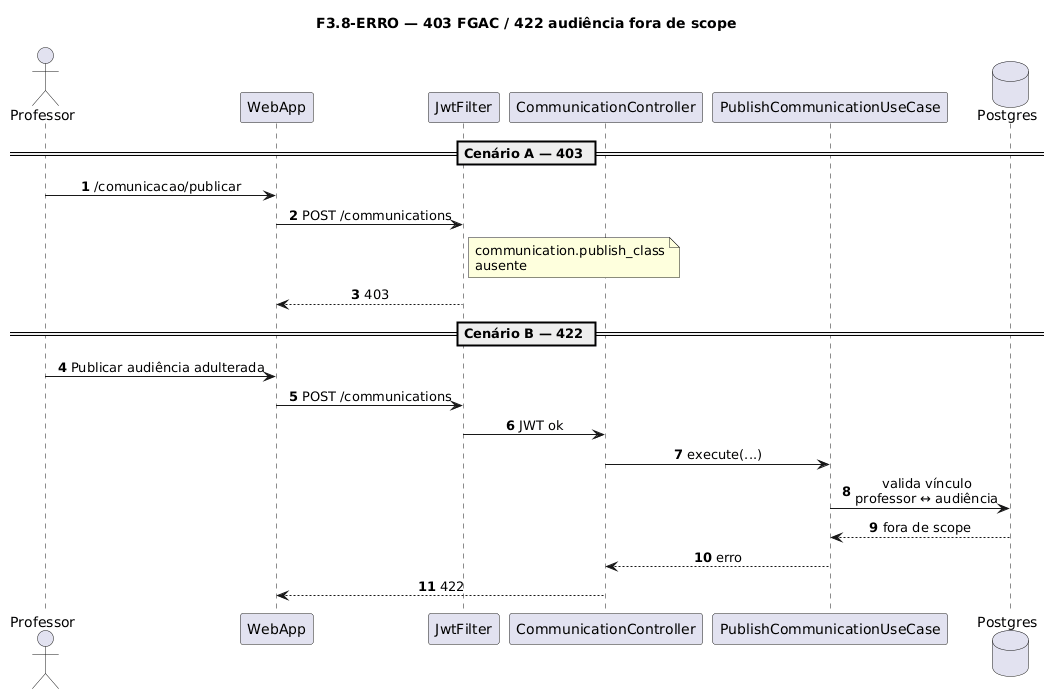 F3.8-ERRO — 403 FGAC / 422 audiência fora de scope
Professor
WebApp
JwtFilter
CommunicationController
PublishCommunicationUseCase
Postgres
Cenário A — 403
1 /comunicacao/publicar
2 POST /communications
communication.publish_class
ausente
3 403
Cenário B — 422
4 Publicar audiência adulterada
5 POST /communications
6 JWT ok
7 execute(...)
8 valida vínculo
professor ↔ audiência
9 fora de scope
10 erro
11 422
Professor
WebApp
JwtFilter
CommunicationController
PublishCommunicationUseCase
Postgres